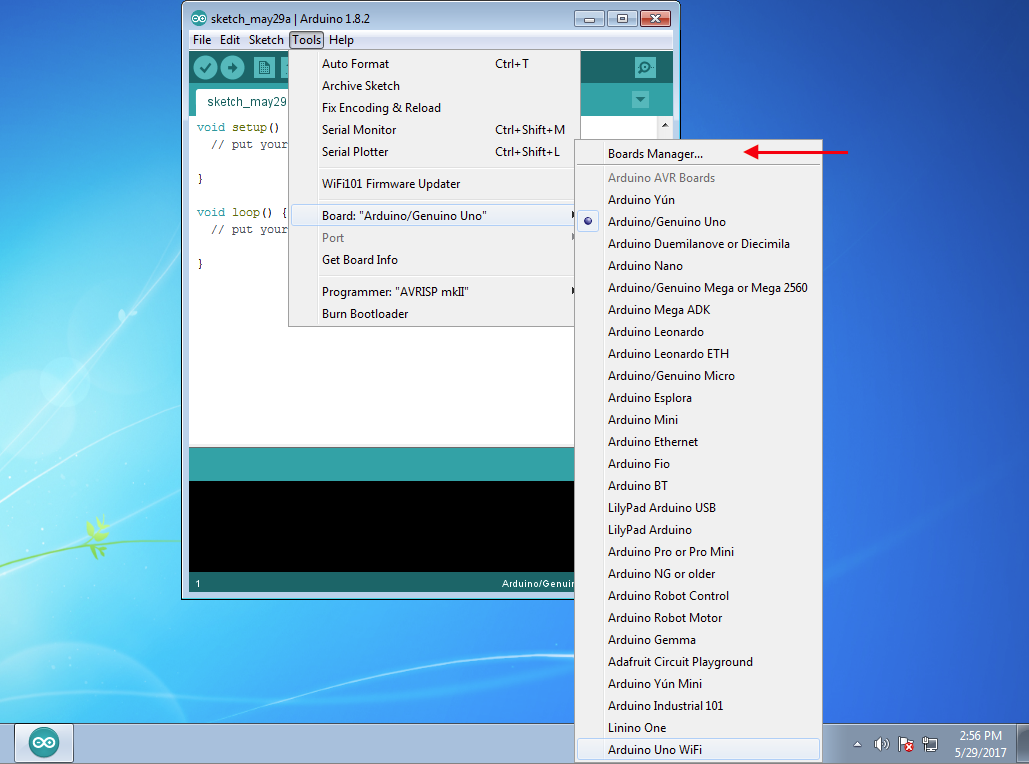 sketch_may29a | Arduino 1.8.2
File Edit Sketch Tools Help
Auto Format Ctrl+T
Archive Sketch
Fix Encoding & Reload
Serial Monitor Ctrl+Shift+M
Serial Plotter Ctrl+Shift+L
WiFi101 Firmware Updater
Board: "Arduino/Genuino Uno"
Port
Get Board Info
Programmer: "AVRISP mkII"
Burn Bootloader
sketch_may29
void setup()
// put your
}
void loop() {
// put your
}
Boards Manager...
Arduino AVR Boards
Arduino Yún
Arduino/Genuino Uno
Arduino Duemilanove or Diecimila
Arduino Nano
Arduino/Genuino Mega or Mega 2560
Arduino Mega ADK
Arduino Leonardo
Arduino Leonardo ETH
Arduino/Genuino Micro
Arduino Esplora
Arduino Mini
Arduino Ethernet
Arduino Fio
Arduino BT
LilyPad Arduino USB
LilyPad Arduino
Arduino Pro or Pro Mini
Arduino NG or older
Arduino Robot Control
Arduino Robot Motor
Arduino Gemma
Adafruit Circuit Playground
Arduino Yún Mini
Arduino Industrial 101
Linino One
Arduino Uno WiFi
1 Arduino/Genuin
2:56 PM
5/29/2017